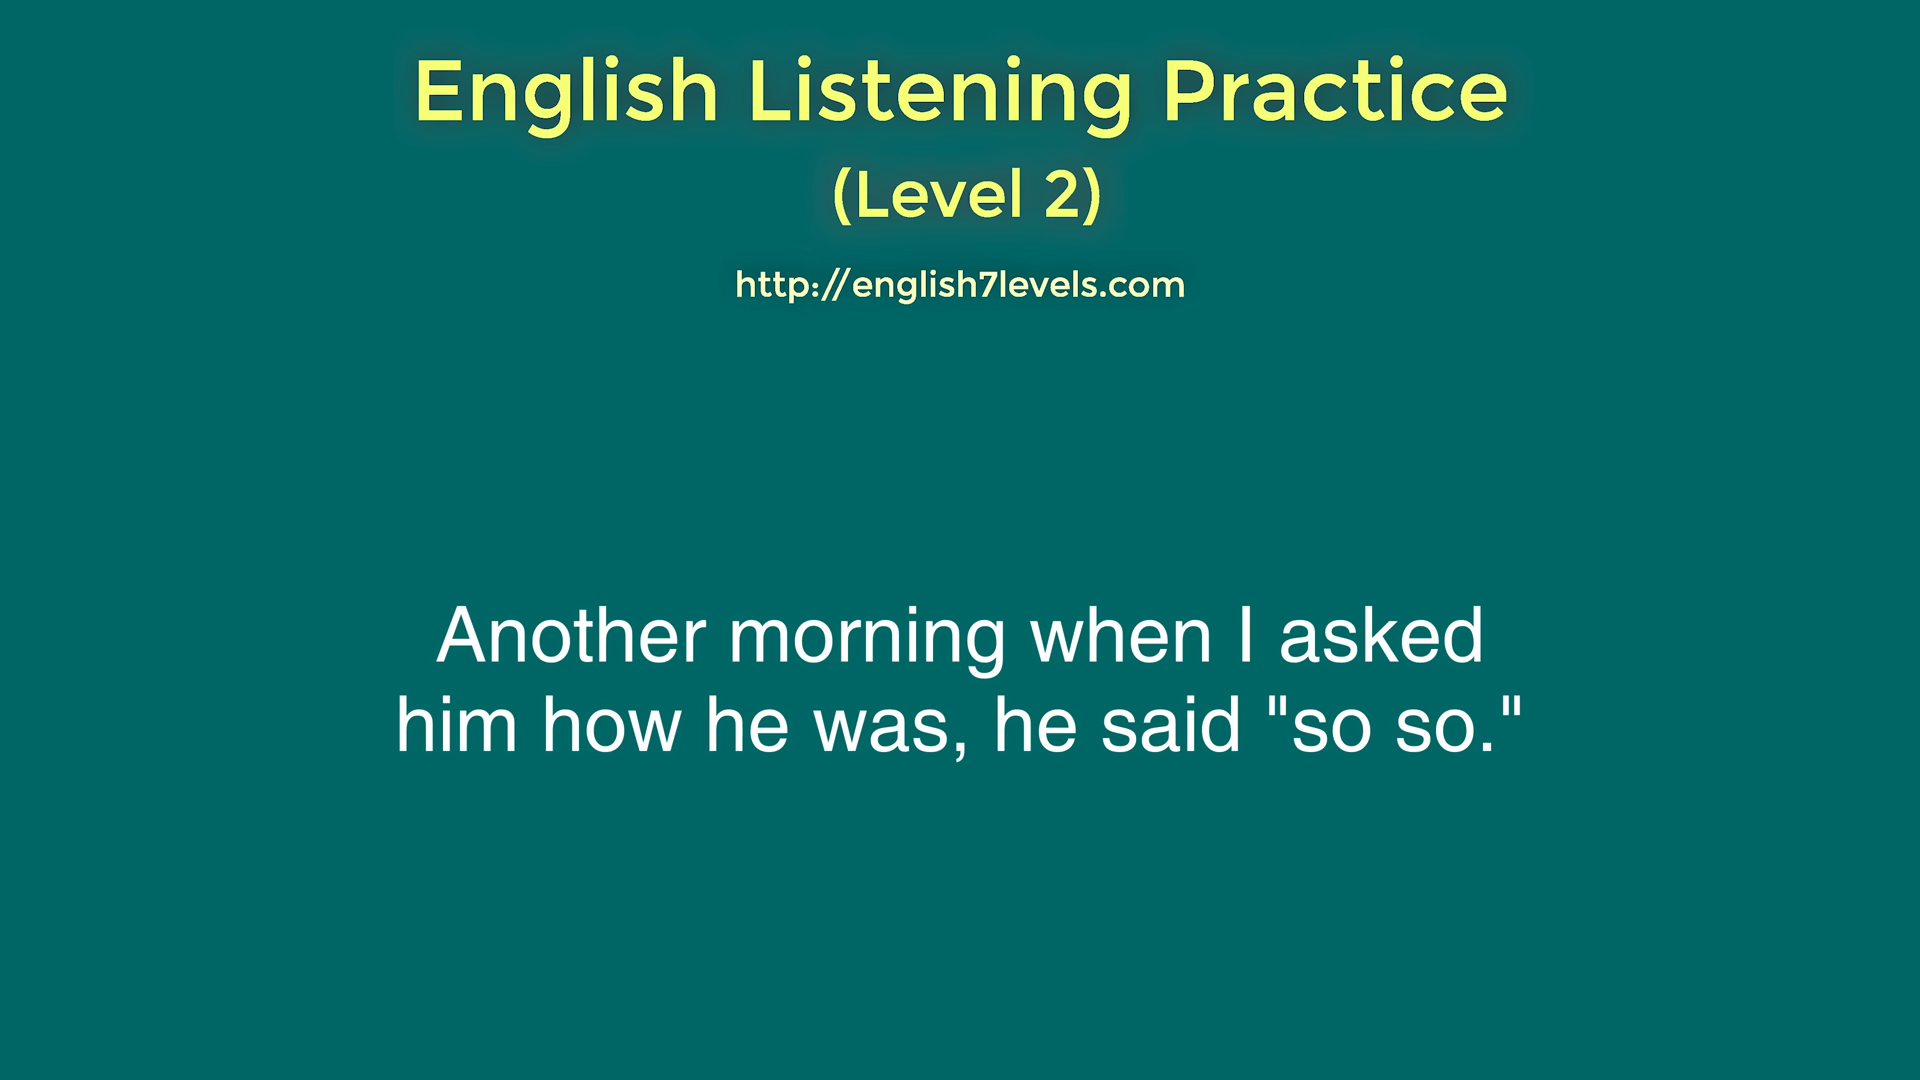 English Listening Practice
(Level 2)
http://english7levels.com
Another morning when I asked
him how he was, he said "so so."